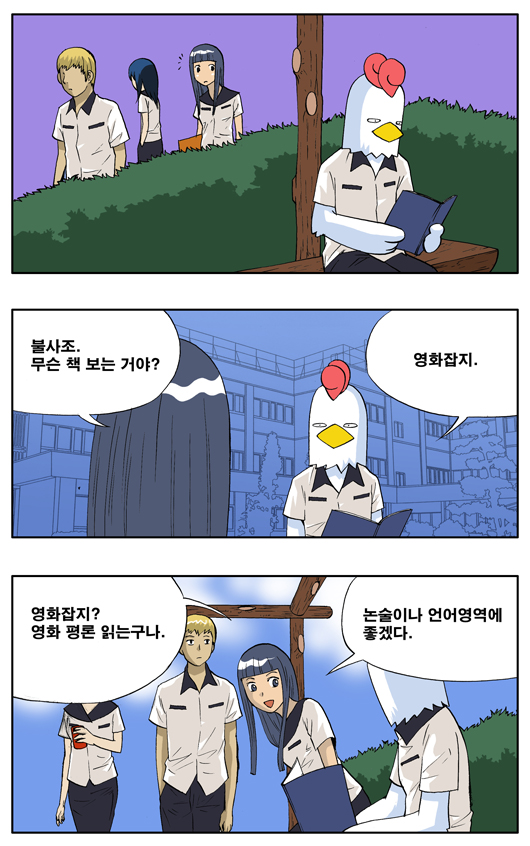 불사조.
무슨 책 보는 거야?
영화잡지.
영화잡지?
영화 평론 읽는구나.
논술이나 언어영역에
좋겠다.